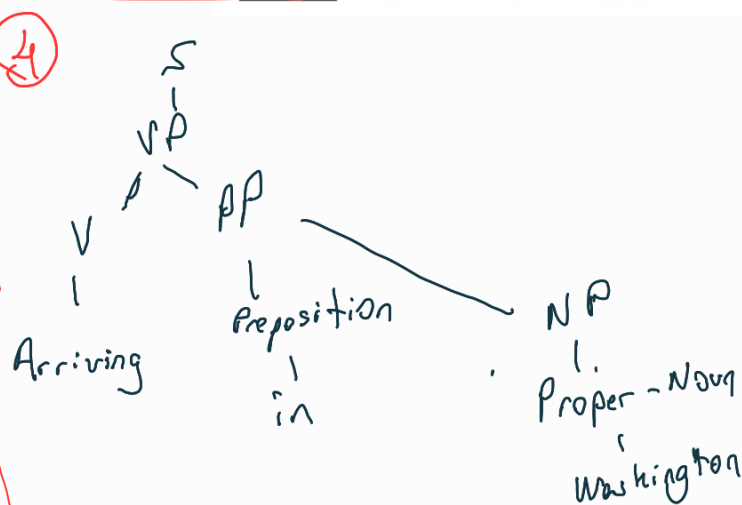 4
S
VP
V PP
Arriving Preposition NP
in Proper-Noun
Washington